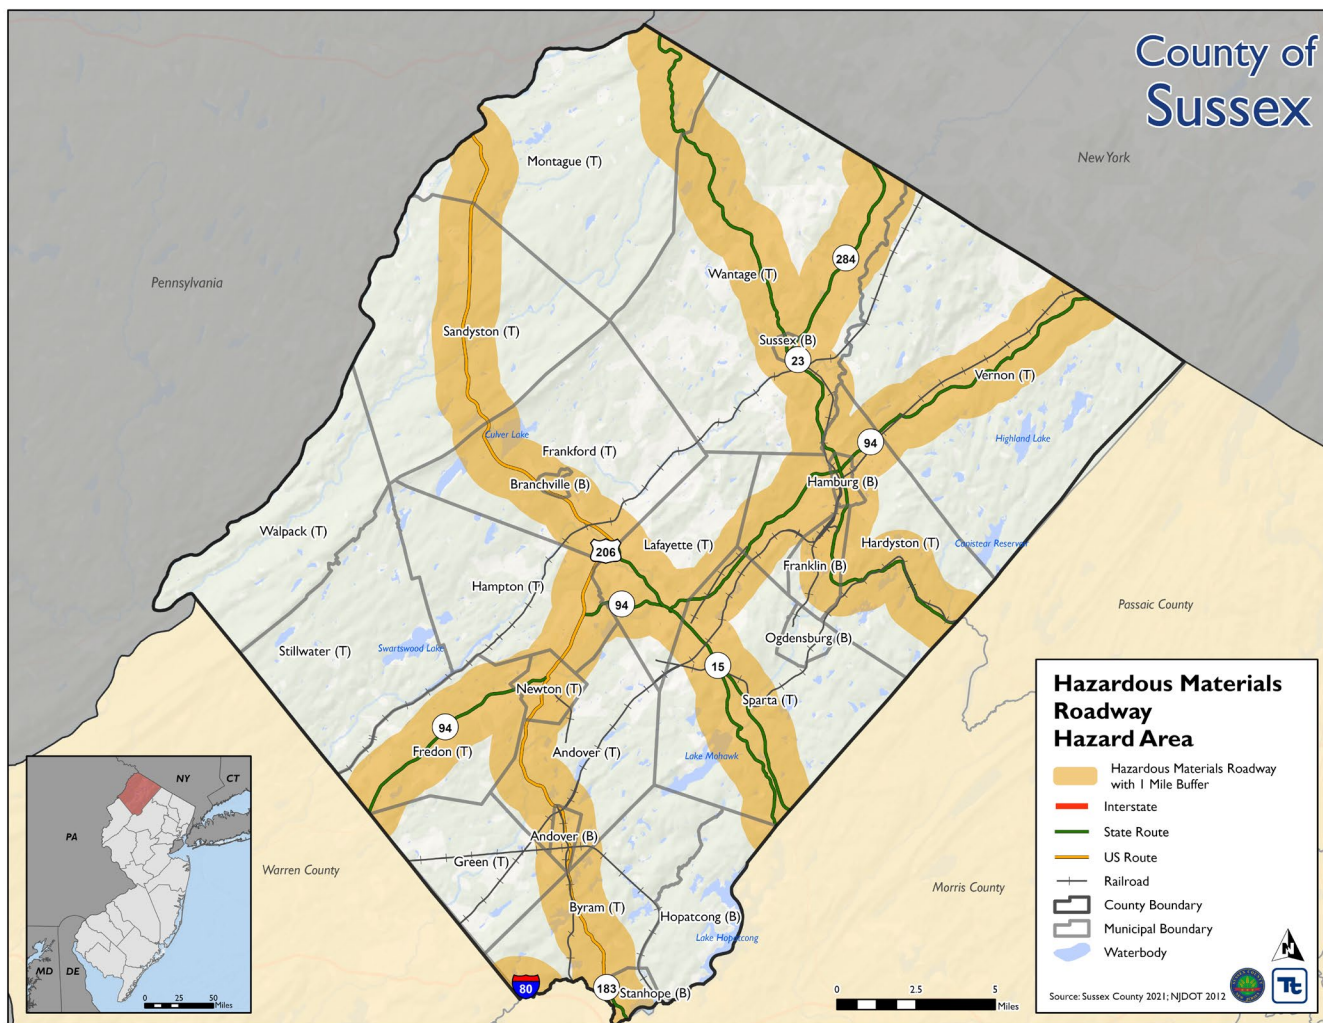 County of
Sussex
New York
Pennsylvania
Montague (T)
284
Wantage (T)
Sandyston (T)
Sussex (B)
23
Vernon (T)
Culver Lake
94
Highland Lake
Frankford (T)
Branchville (B)
Hamburg (B)
Walpack (T)
206
Lafayette (T)
Hardyston (T)
Canistear Reservoir
Franklin (B)
Hampton (T)
94
Passaic County
Ogdensburg (B)
Stillwater (T)
Swartswood Lake
15
Newton (T)
Sparta (T)
94
Fredon (T)
Andover (T)
Lake Mohawk
Andover (B)
Green (T)
Warren County
Morris County
Byram (T)
Hopatcong (B)
Lake Hopatcong
80
183
Stanhope (B)
0 2.5 5
Miles
NY
CT
PA
MD
DE
0 25 50
Miles
Hazardous Materials
Roadway
Hazard Area
Hazardous Materials Roadway
with 1 Mile Buffer
Interstate
State Route
US Route
Railroad
County Boundary
Municipal Boundary
Waterbody
N
Source: Sussex County 2021; NJDOT 2012
Tt